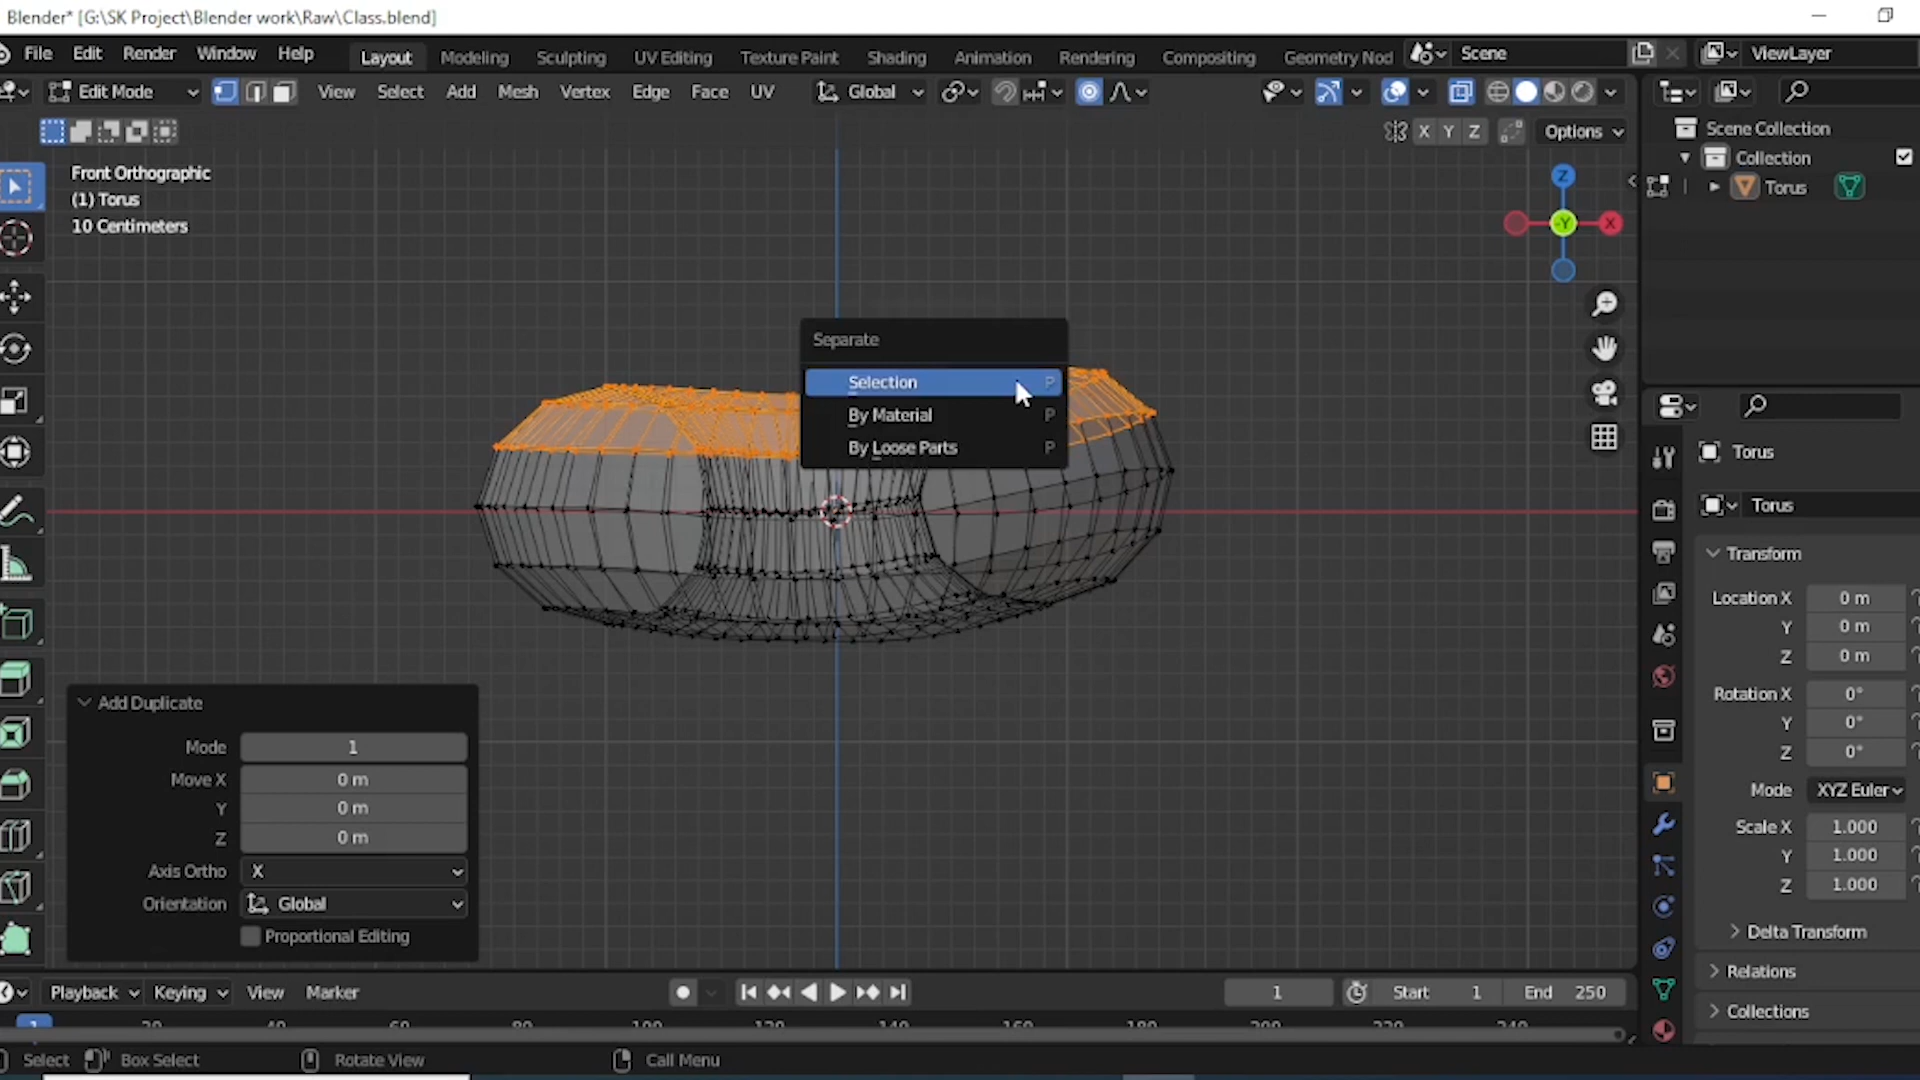 Blender* [G:\SK Project\Blender work\Raw\Class.blend]
File Edit Render Window Help Layout Modeling Sculpting UV Editing Texture Paint Shading Animation Rendering Compositing Geometry Nod Scene ViewLayer
Edit Mode View Select Add Mesh Vertex Edge Face UV Global
X Y Z Options
Scene Collection
Collection
Torus
Front Orthographic
(1) Torus
10 Centimeters
Z
Y
X
Separate
Selection P
By Material P
By Loose Parts P
Torus
Torus
Transform
Location X 0 m
Y 0 m
Z 0 m
Rotation X 0°
Y 0°
Z 0°
Mode XYZ Euler
Scale X 1.000
Y 1.000
Z 1.000
Delta Transform
Relations
Collections
Add Duplicate
Mode 1
Move X 0 m
Y 0 m
Z 0 m
Axis Ortho X
Orientation Global
Proportional Editing
Playback Keying View Marker 1 Start 1 End 250
1
Select Box Select Rotate View Call Menu